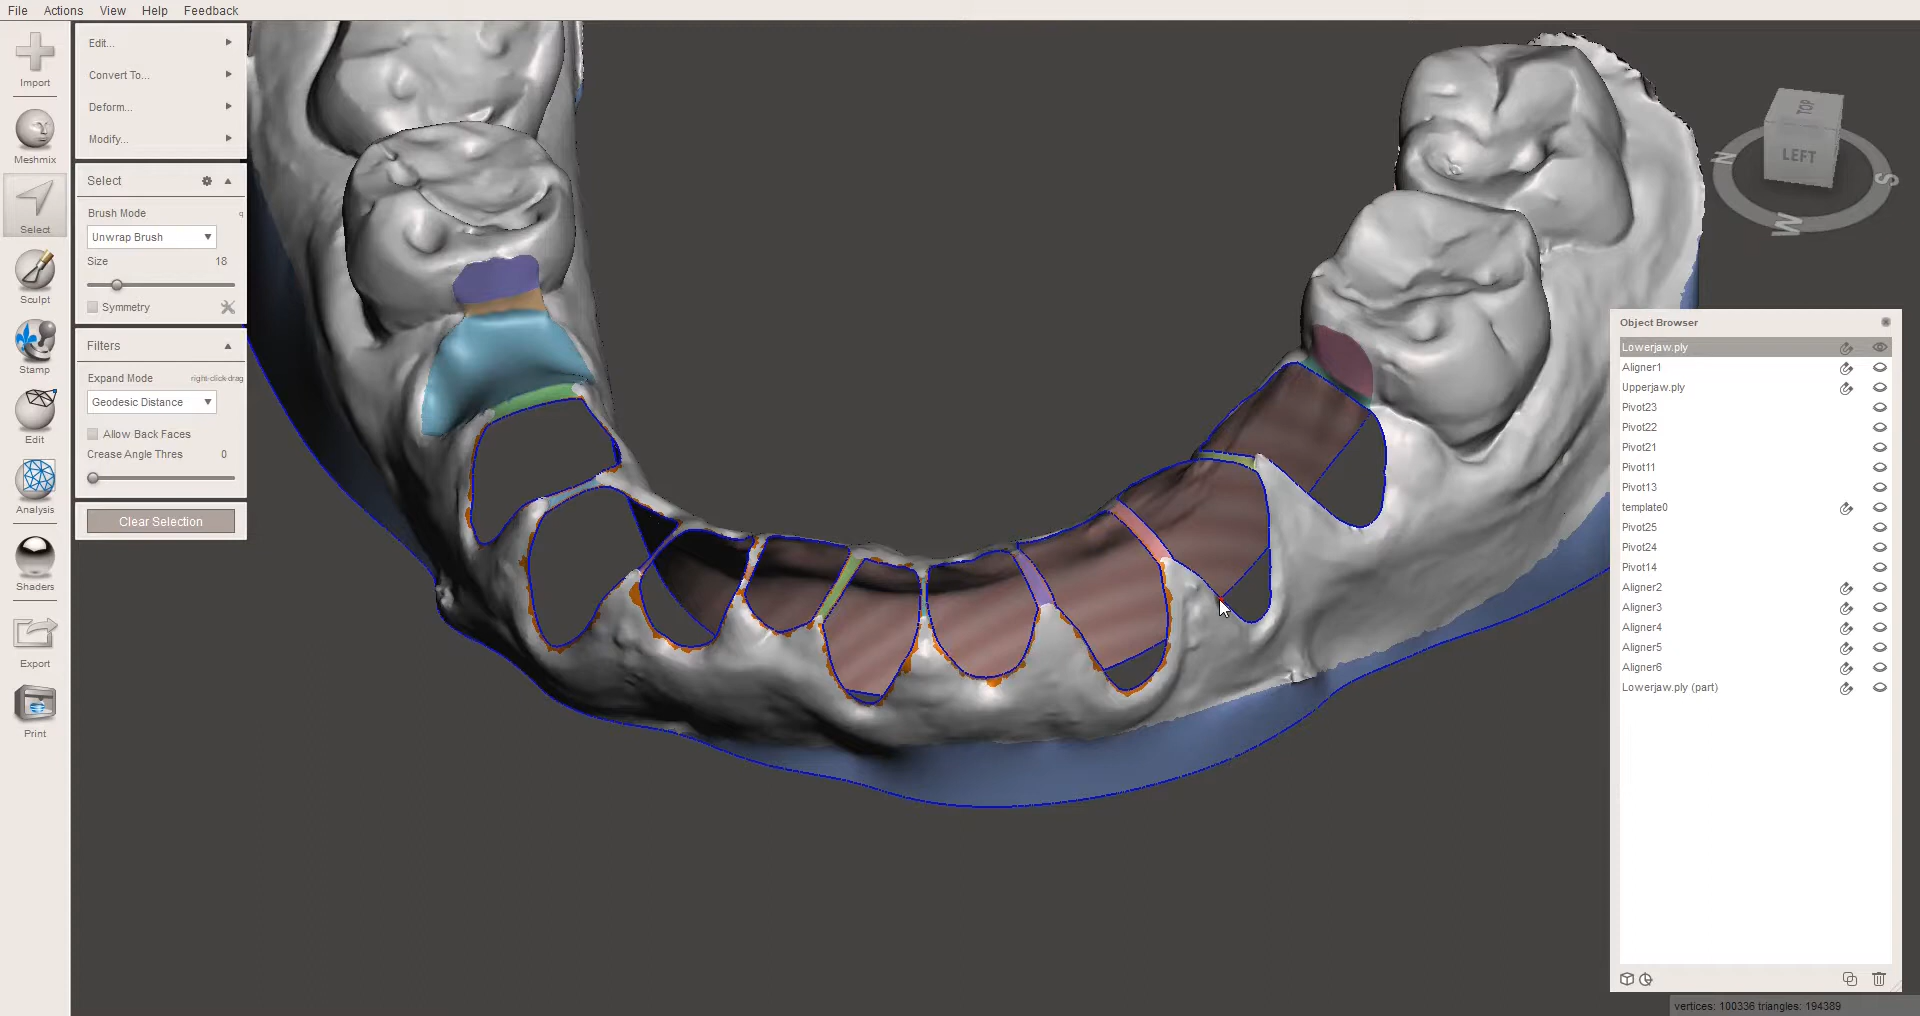 File Actions View Help Feedback
Import
Meshmix
Select
Sculpt
Stamp
Edit
Analysis
Shaders
Export
Print
Edit...
Convert To...
Deform...
Modify...
Select
Brush Mode q
Unwrap Brush
Size 18
Symmetry
Filters
Expand Mode right-click-drag
Geodesic Distance
Allow Back Faces
Crease Angle Thres 0
Clear Selection
TOP
LEFT
N
S
W
Object Browser
Lowerjaw.ply
Aligner1
Upperjaw.ply
Pivot23
Pivot22
Pivot21
Pivot11
Pivot13
template0
Pivot25
Pivot24
Pivot14
Aligner2
Aligner3
Aligner4
Aligner5
Aligner6
Lowerjaw.ply (part)
vertices: 100336 triangles: 194389